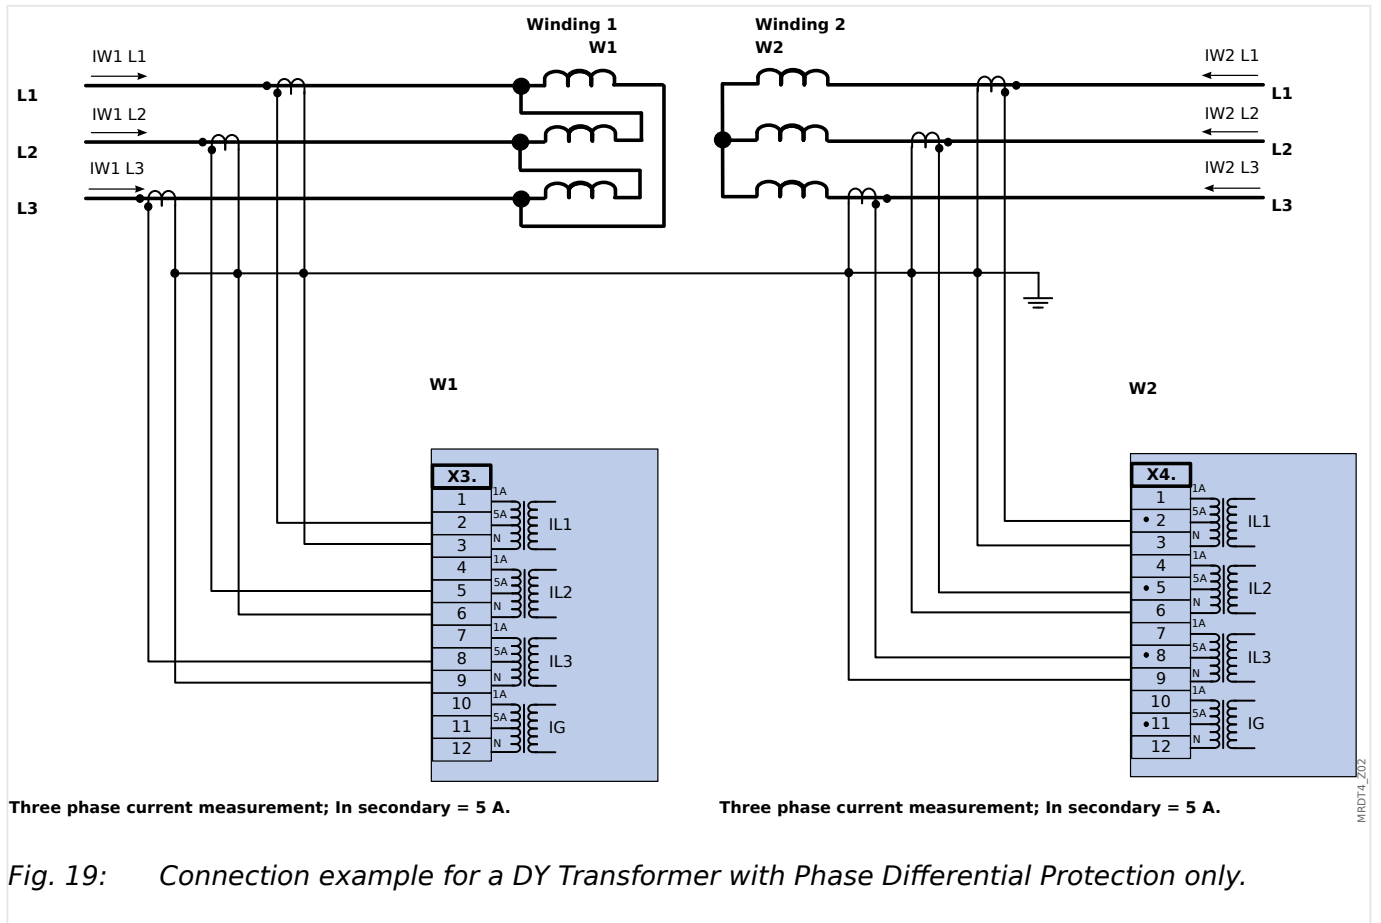 Winding 1
W1
Winding 2
W2
IW1 L1
L1
IW1 L2
L2
IW1 L3
L3
IW2 L1
L1
IW2 L2
L2
IW2 L3
L3
W1
X3.
1 1A
2 5A IL1
3 N
4 1A
5 5A IL2
6 N
7 1A
8 5A IL3
9 N
10 1A
11 5A IG
12 N
W2
X4.
1 1A
• 2 5A IL1
3 N
4 1A
• 5 5A IL2
6 N
7 1A
• 8 5A IL3
9 N
10 1A
•11 5A IG
12 N
MRDT4_Z02
Three phase current measurement; In secondary = 5 A.
Three phase current measurement; In secondary = 5 A.
Fig. 19: Connection example for a DY Transformer with Phase Differential Protection only.